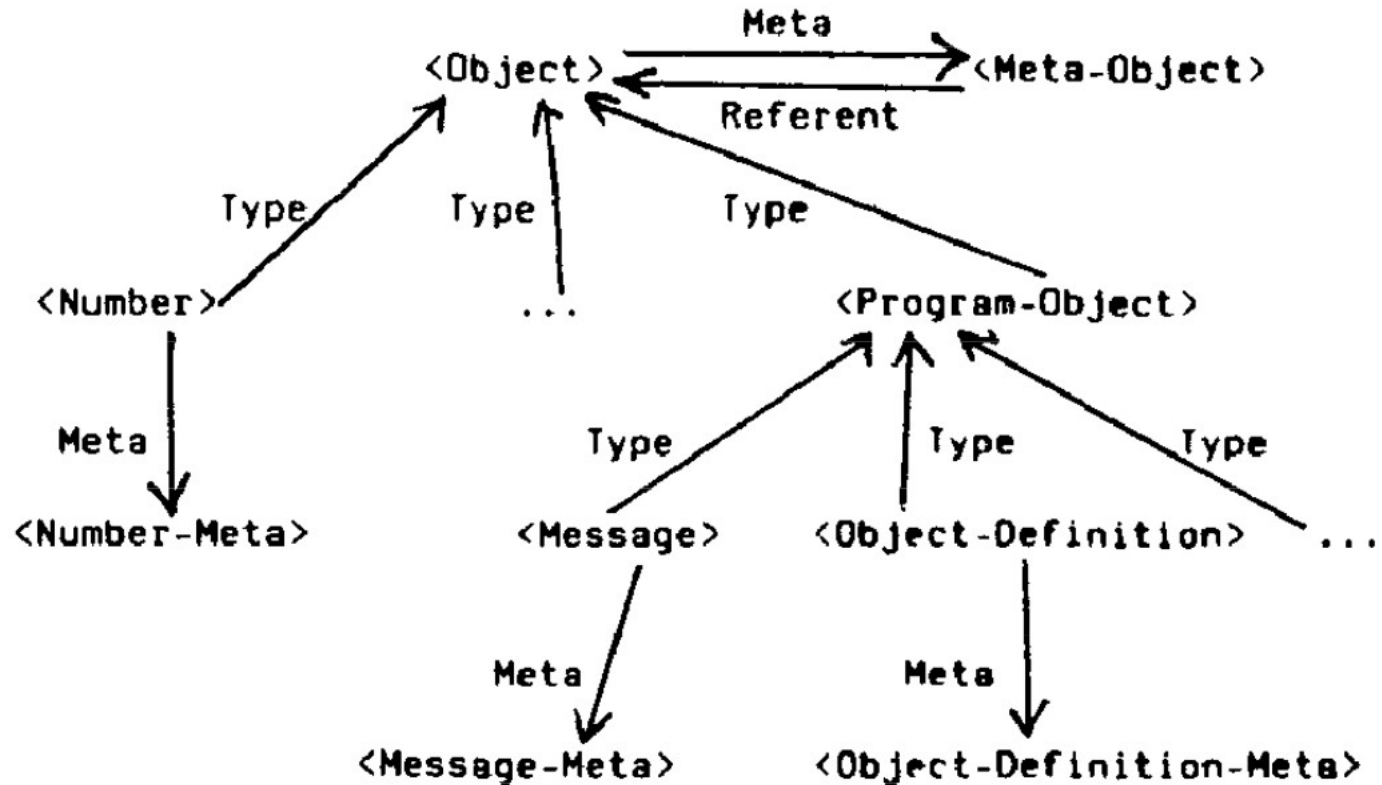 Meta
<Object> <Meta-Object>
Referent
Type Type Type
<Number> ... <Program-Object>
Meta Type Type Type
<Number-Meta> <Message> <Object-Definition> ...
Meta Meta
<Message-Meta> <Object-Definition-Meta>